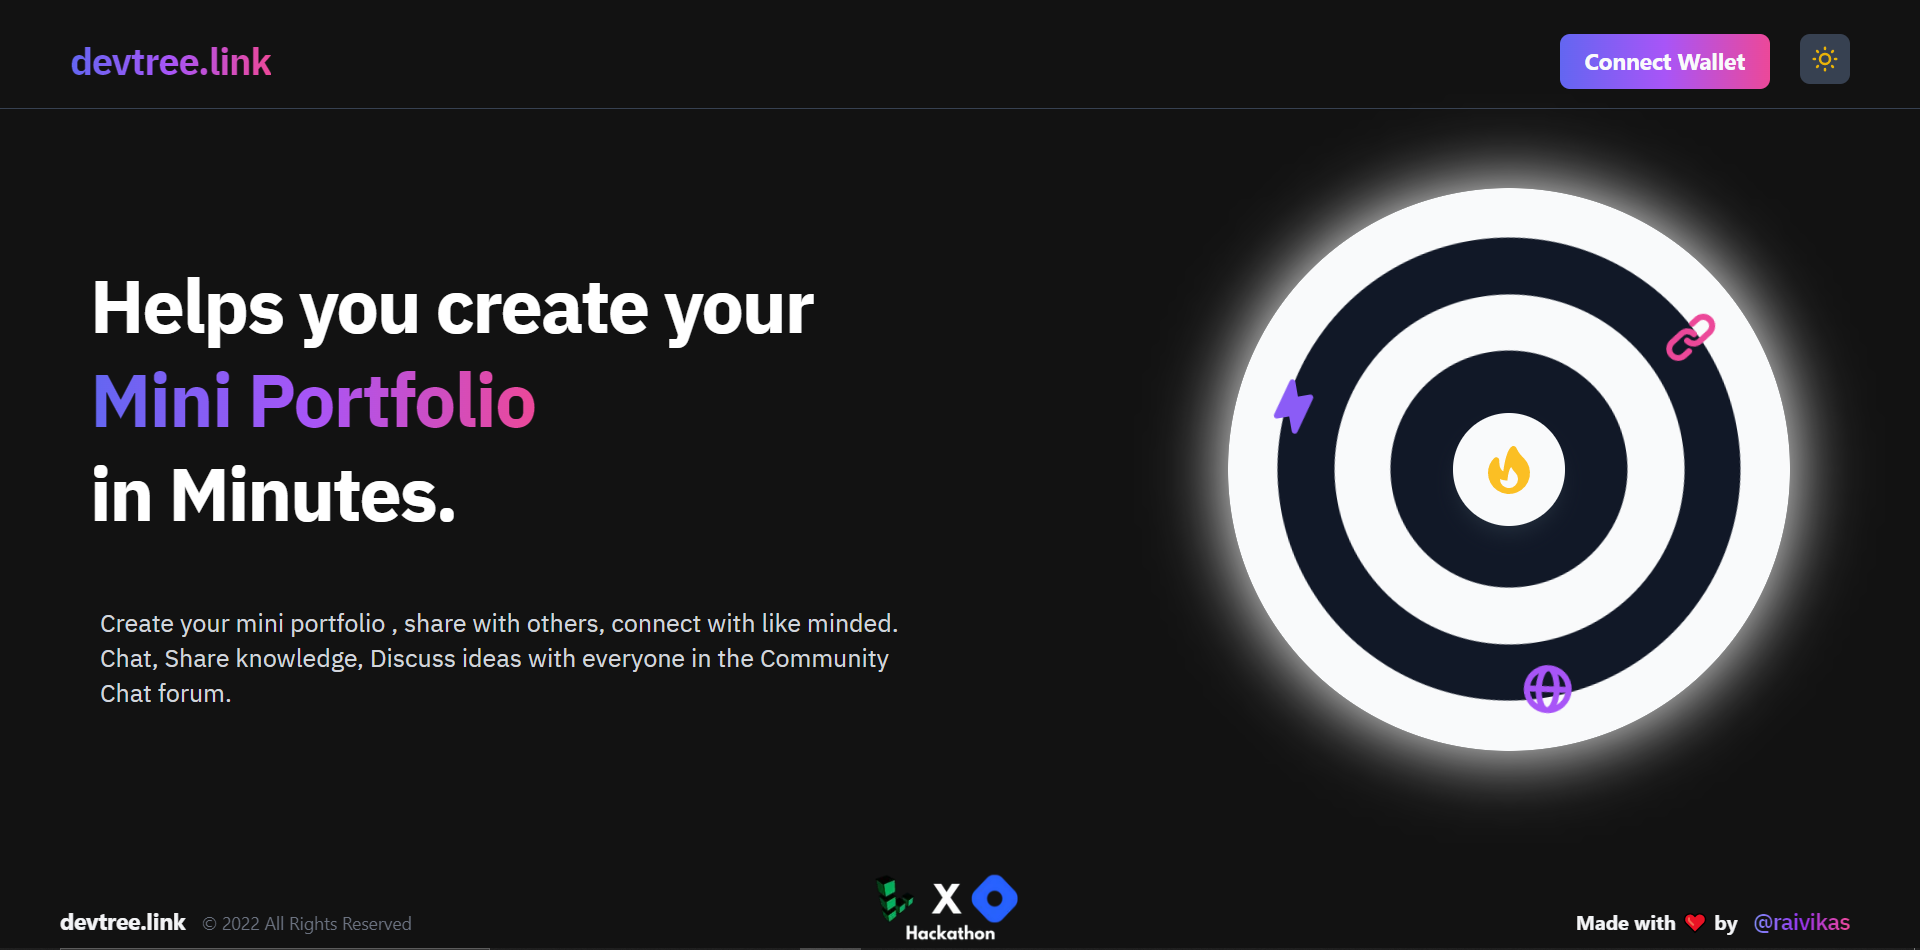 devtree.link
Connect Wallet
Helps you create your
Mini Portfolio
in Minutes.
Create your mini portfolio , share with others, connect with like minded.
Chat, Share knowledge, Discuss ideas with everyone in the Community
Chat forum.
devtree.link © 2022 All Rights Reserved
X
Hackathon
Made with ❤️ by @raivikas